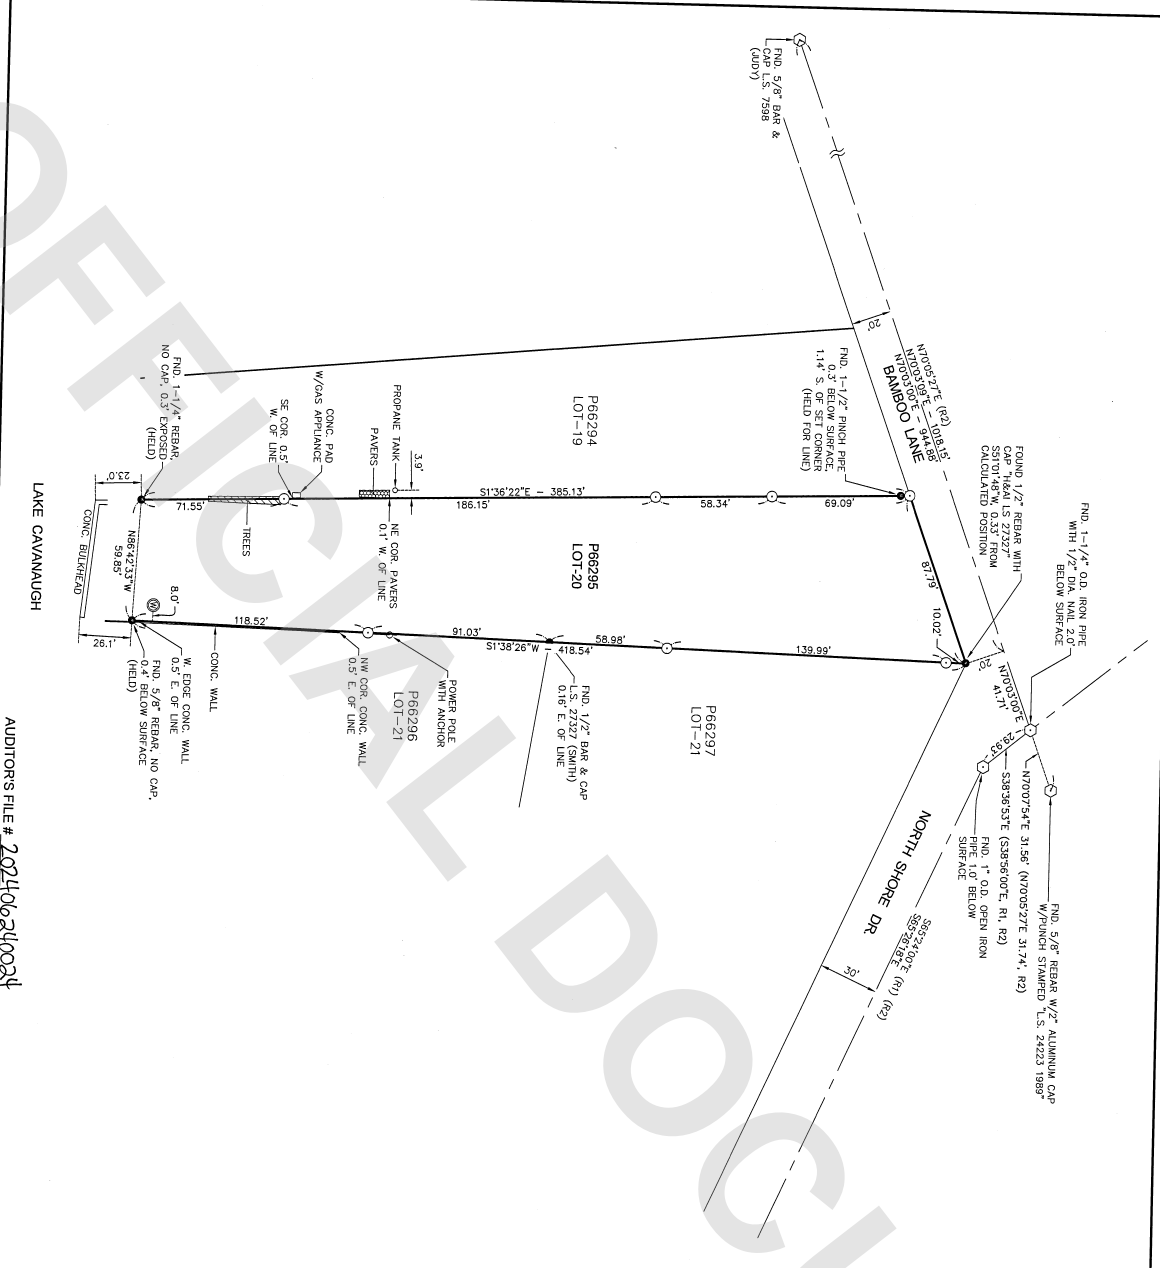 FND. 5/8" BAR &
CAP L.S. 7598
(JUDY)
20'
N70°05'27"E (R2)
N70°03'09"E - 1018.15'
N70°03'00"E - 944.88'
BAMBOO LANE
FND. 1-1/2" PINCH PIPE
0.3' BELOW SURFACE,
1.14' S. OF SET CORNER
(HELD FOR LINE)
FOUND 1/2" REBAR WITH
CAP "H&AI LS 27327"
S51°01'48"W, 0.33' FROM
CALCULATED POSITION
FND. 1-1/4" O.D. IRON PIPE
WITH 1/2" DIA. NAIL 2.0'
BELOW SURFACE
20'
N70°03'00"E
41.71'
29.93'
FND. 5/8" REBAR W/2" ALUMINUM CAP
W/PUNCH STAMPED "L.S. 24223 1989"
N70°07'54"E 31.56' (N70°05'27"E 31.74', R2)
S38°36'53"E (S38°56'00"E, R1, R2)
FND. 1" O.D. OPEN IRON
PIPE 1.0' BELOW
SURFACE
NORTH SHORE DR.
S65°24'00"E (R1) (R2)
S65°26'18"E
30'
87.79'
10.02'
P66294
LOT-19
P66295
LOT-20
P66297
LOT-21
P66296
LOT-21
S1°36'22"E - 385.13'
69.09'
58.34'
186.15'
71.55'
3.9'
PROPANE TANK
PAVERS
NE COR. PAVERS
0.1' W. OF LINE
CONC. PAD
W/GAS APPLIANCE
SE COR. 0.5'
W. OF LINE
TREES
139.99'
58.98'
S1°38'26"W - 418.54'
91.03'
118.52'
FND. 1/2" BAR & CAP
L.S. 27327 (SMITH)
0.16' E. OF LINE
POWER POLE
WITH ANCHOR
NW COR. CONC. WALL
0.5' E. OF LINE
CONC. WALL
W. EDGE CONC. WALL
0.5' E. OF LINE
FND. 5/8" REBAR, NO CAP,
0.4' BELOW SURFACE
(HELD)
FND. 1-1/4" REBAR,
NO CAP, 0.3' EXPOSED
(HELD)
23.0'
N86°42'33"W
59.85'
8.0'
W
26.1'
CONC. BULKHEAD
LAKE CAVANAUGH
AUDITOR'S FILE # 202406240024
OFFICIAL DOCU